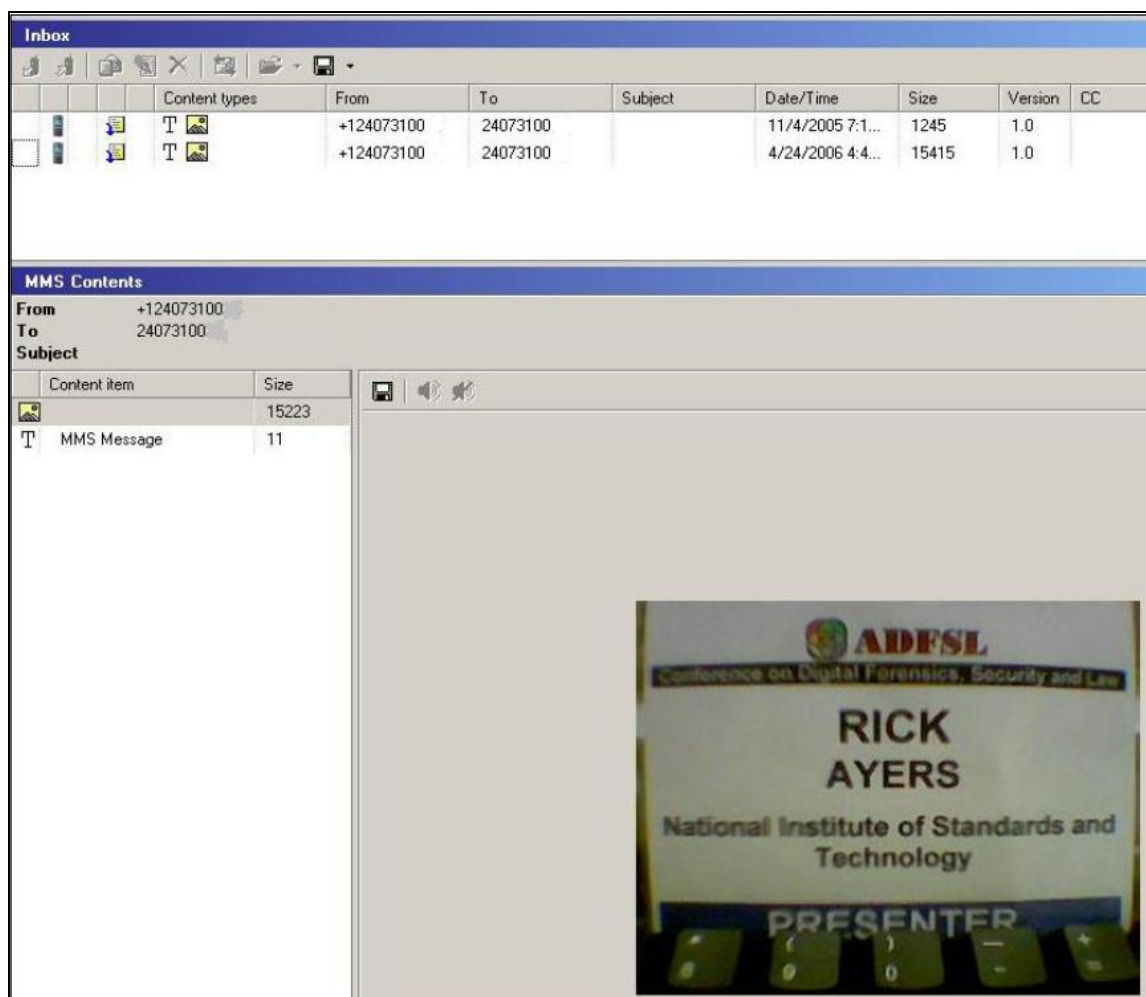 Inbox
Content types From To Subject Date/Time Size Version CC
T +124073100 24073100 11/4/2005 7:1... 1245 1.0
T +124073100 24073100 4/24/2006 4:4... 15415 1.0
MMS Contents
From +124073100
To 24073100
Subject
Content item Size
15223
T MMS Message 11
ADFSL
Conference on Digital Forensics, Security and Law
RICK
AYERS
National Institute of Standards and
Technology
PRESENTER
* ( ) — +
8 9 0 - =